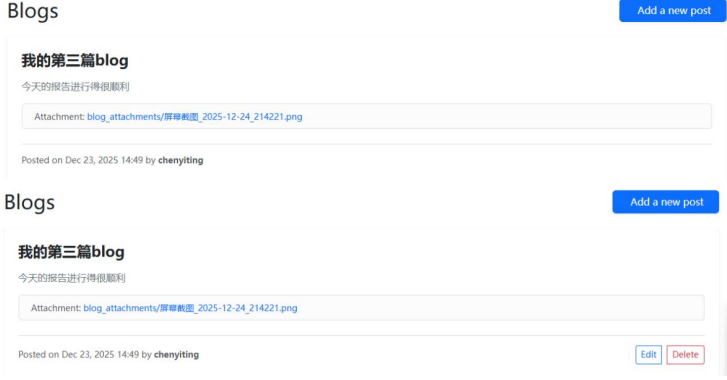 Blogs
Add a new post
我的第三篇blog
今天的报告进行得很顺利
Attachment: blog_attachments/屏幕截图_2025-12-24_214221.png
Posted on Dec 23, 2025 14:49 by chenyiting
Blogs
Add a new post
我的第三篇blog
今天的报告进行得很顺利
Attachment: blog_attachments/屏幕截图_2025-12-24_214221.png
Posted on Dec 23, 2025 14:49 by chenyiting
Edit
Delete